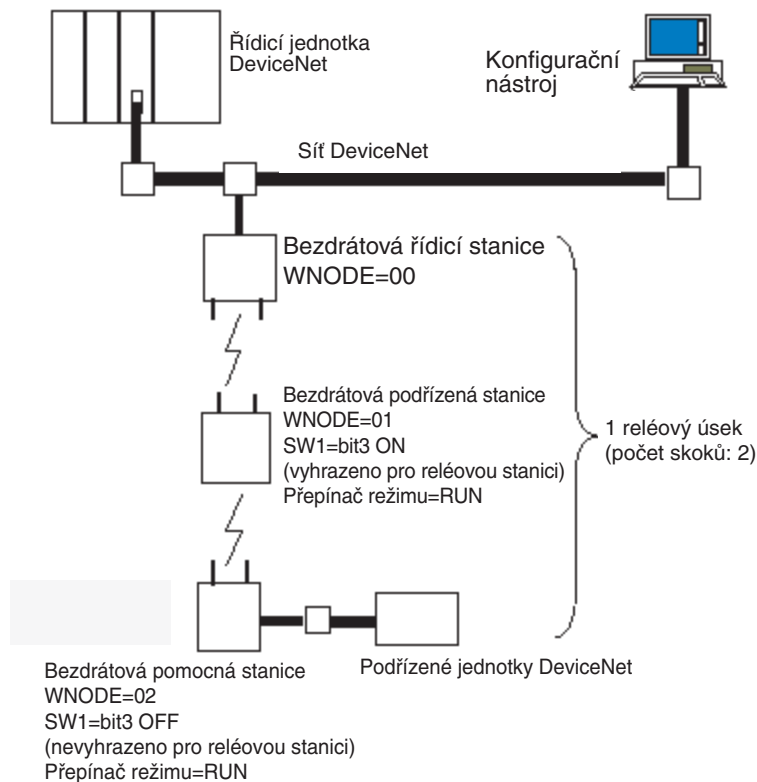 Řídicí jednotka
DeviceNet
Konfigurační
nástroj
Síť DeviceNet
Bezdrátová řídicí stanice
WNODE=00
Bezdrátová podřízená stanice
WNODE=01
SW1=bit3 ON
(vyhrazeno pro reléovou stanici)
Přepínač režimu=RUN
1 reléový úsek
(počet skoků: 2)
Podřízené jednotky DeviceNet
Bezdrátová pomocná stanice
WNODE=02
SW1=bit3 OFF
(nevyhrazeno pro reléovou stanici)
Přepínač režimu=RUN